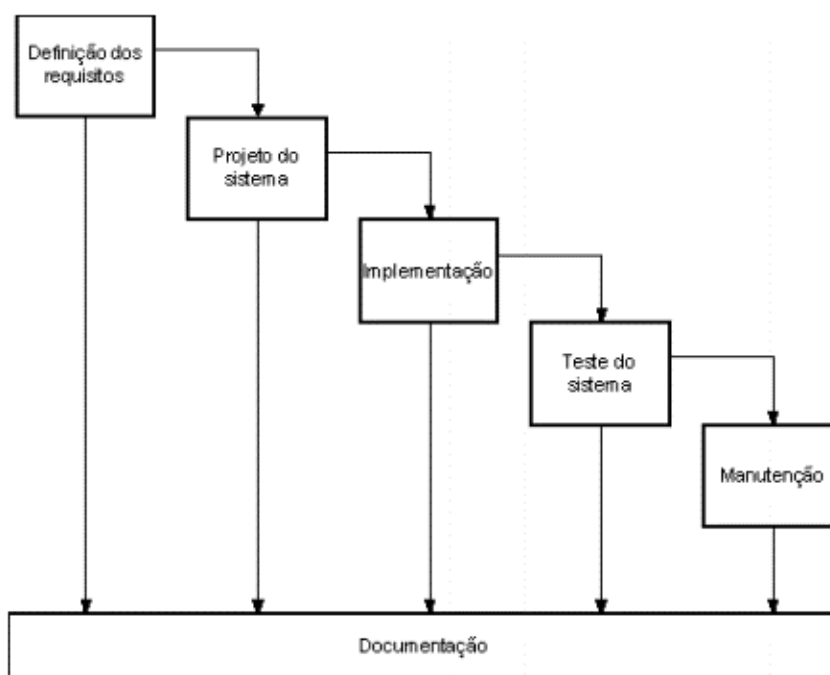 Definição dos
requisitos
Projeto do
sistema
Implementação
Teste do
sistema
Manutenção
Documentação